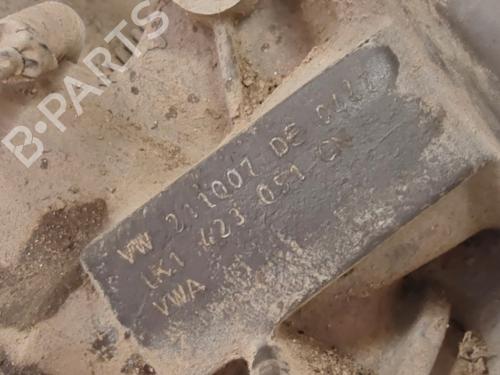 B-PARTS
VW 211007 DE
1K1 423 051
VWA